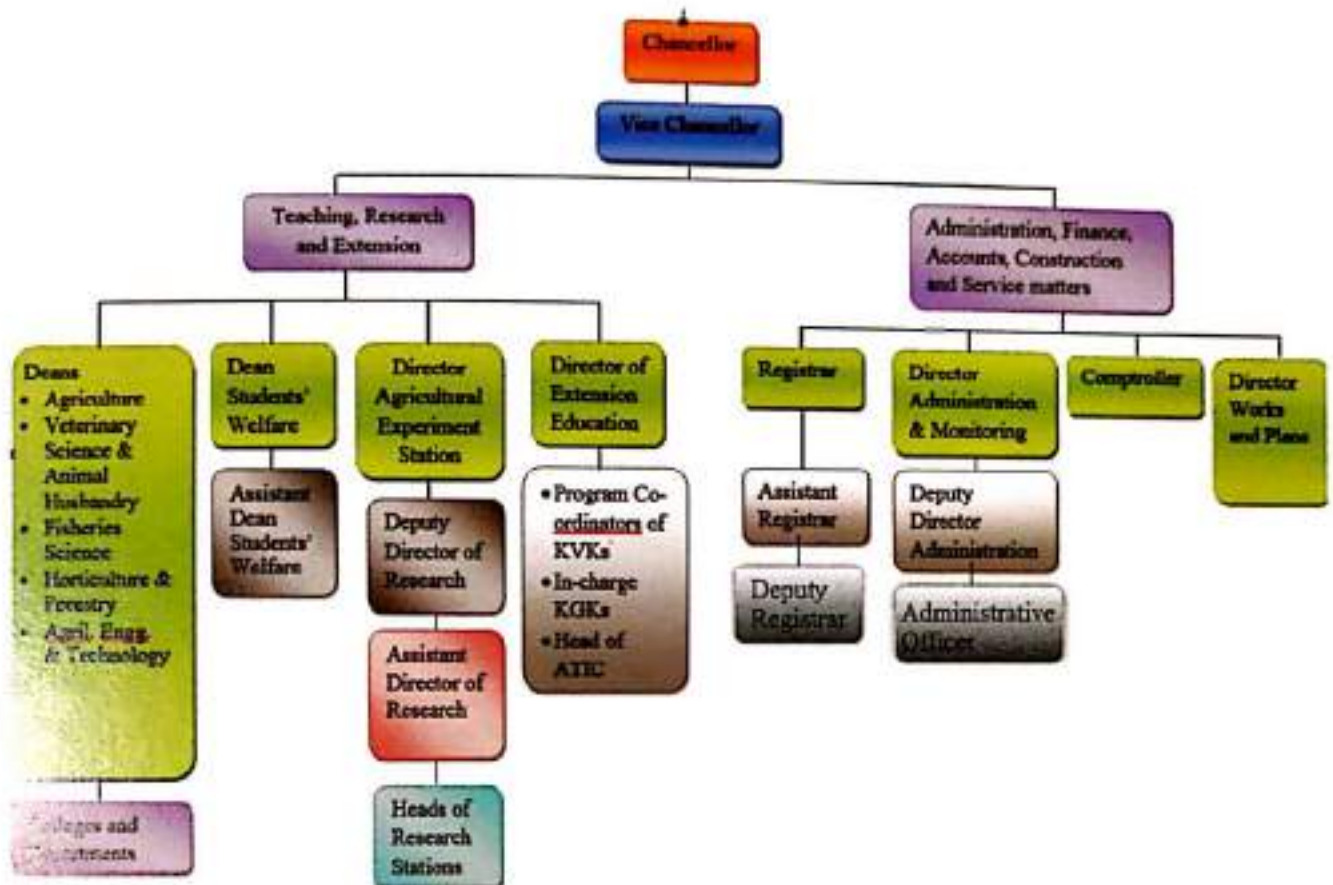 Chancellor
Vice Chancellor
Teaching, Research
and Extension
Administration, Finance,
Accounts, Construction
and Service matters
Deans
• Agriculture
• Veterinary
Science &
Animal
Husbandry
• Fisheries
Science
• Horticulture &
Forestry
• Agril. Engg.
& Technology
and
Dean
Students'
Welfare
Assistant
Dean
Students'
Welfare
Director
Agricultural
Experiment
Station
Deputy
Director of
Research
Assistant
Director of
Research
Heads of
Research
Stations
Director of
Extension
Education
• Program Co-
ordinators of
KVKs
• In-charge
KGKs
• Head of
ATIC
Registrar
Assistant
Registrar
Deputy
Registrar
Director
Administration
& Monitoring
Deputy
Director
Administration
Administrative
Officer
Comptroller
Director
Works
and Plans